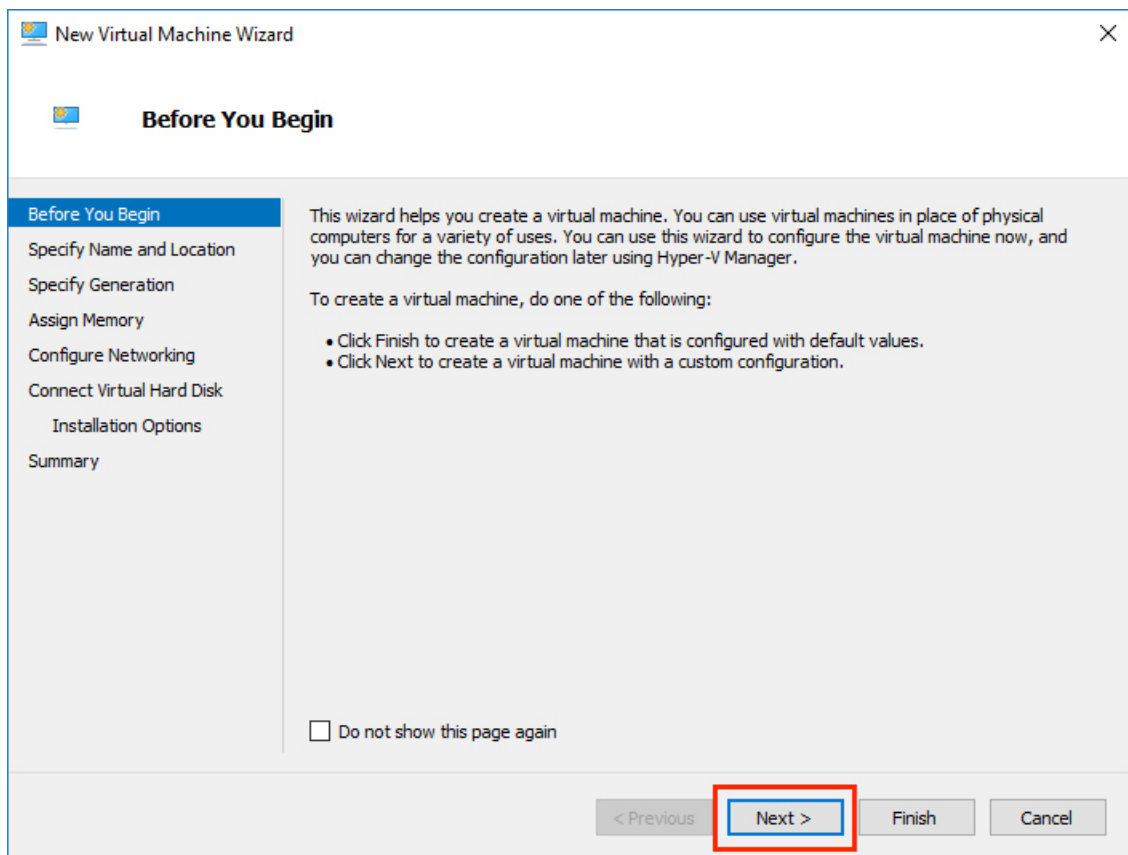 New Virtual Machine Wizard
Before You Begin
Before You Begin
Specify Name and Location
Specify Generation
Assign Memory
Configure Networking
Connect Virtual Hard Disk
Installation Options
Summary
This wizard helps you create a virtual machine. You can use virtual machines in place of physical
computers for a variety of uses. You can use this wizard to configure the virtual machine now, and
you can change the configuration later using Hyper-V Manager.
To create a virtual machine, do one of the following:
• Click Finish to create a virtual machine that is configured with default values.
• Click Next to create a virtual machine with a custom configuration.
Do not show this page again
< Previous
Next >
Finish
Cancel